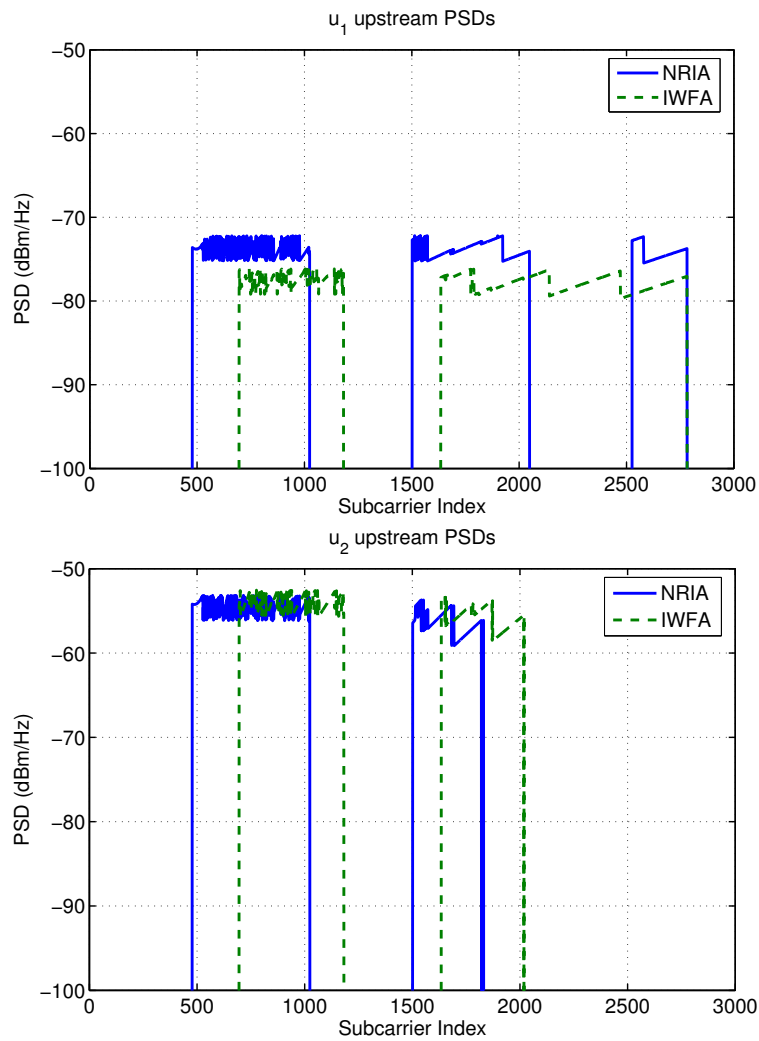 u1 upstream PSDs
−50
−60
−70
−80
−90
−100
PSD (dBm/Hz)
NRIA
IWFA
0 500 1000 1500 2000 2500 3000
Subcarrier Index
u2 upstream PSDs
−50
−60
−70
−80
−90
−100
PSD (dBm/Hz)
NRIA
IWFA
0 500 1000 1500 2000 2500 3000
Subcarrier Index